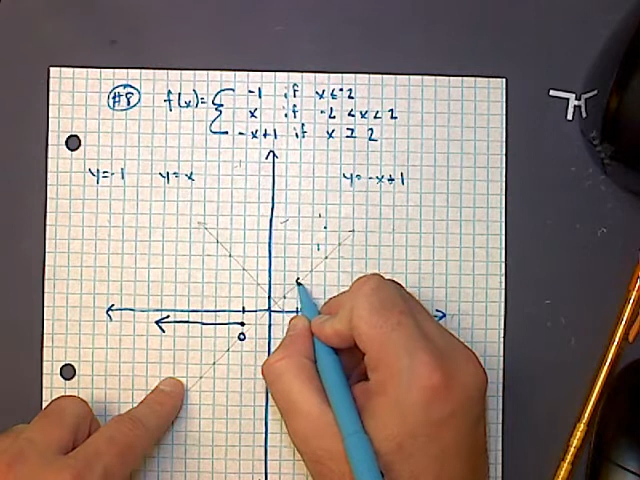 #8 f(x)= { -1 if x ≤ -2
x if -2 < x < 2
-x+1 if x ≥ 2
y=-1 y=x y=-x+1